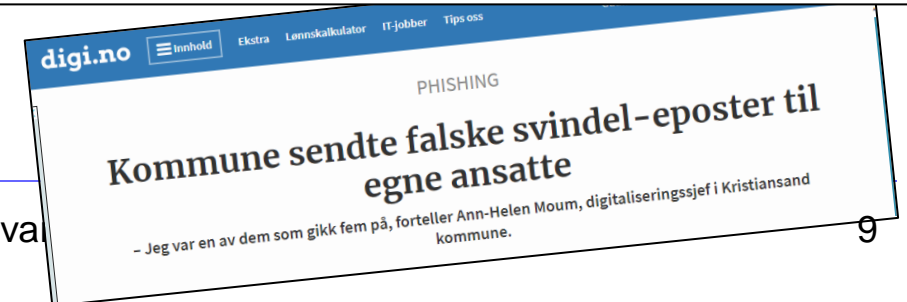 digi.no Innhold Ekstra Lønnskalkulator IT-jobber Tips oss
PHISHING
Kommune sendte falske svindel-eposter til
egne ansatte
– Jeg var en av dem som gikk fem på, forteller Ann-Helen Moum, digitaliseringssjef i Kristiansand
kommune.
9